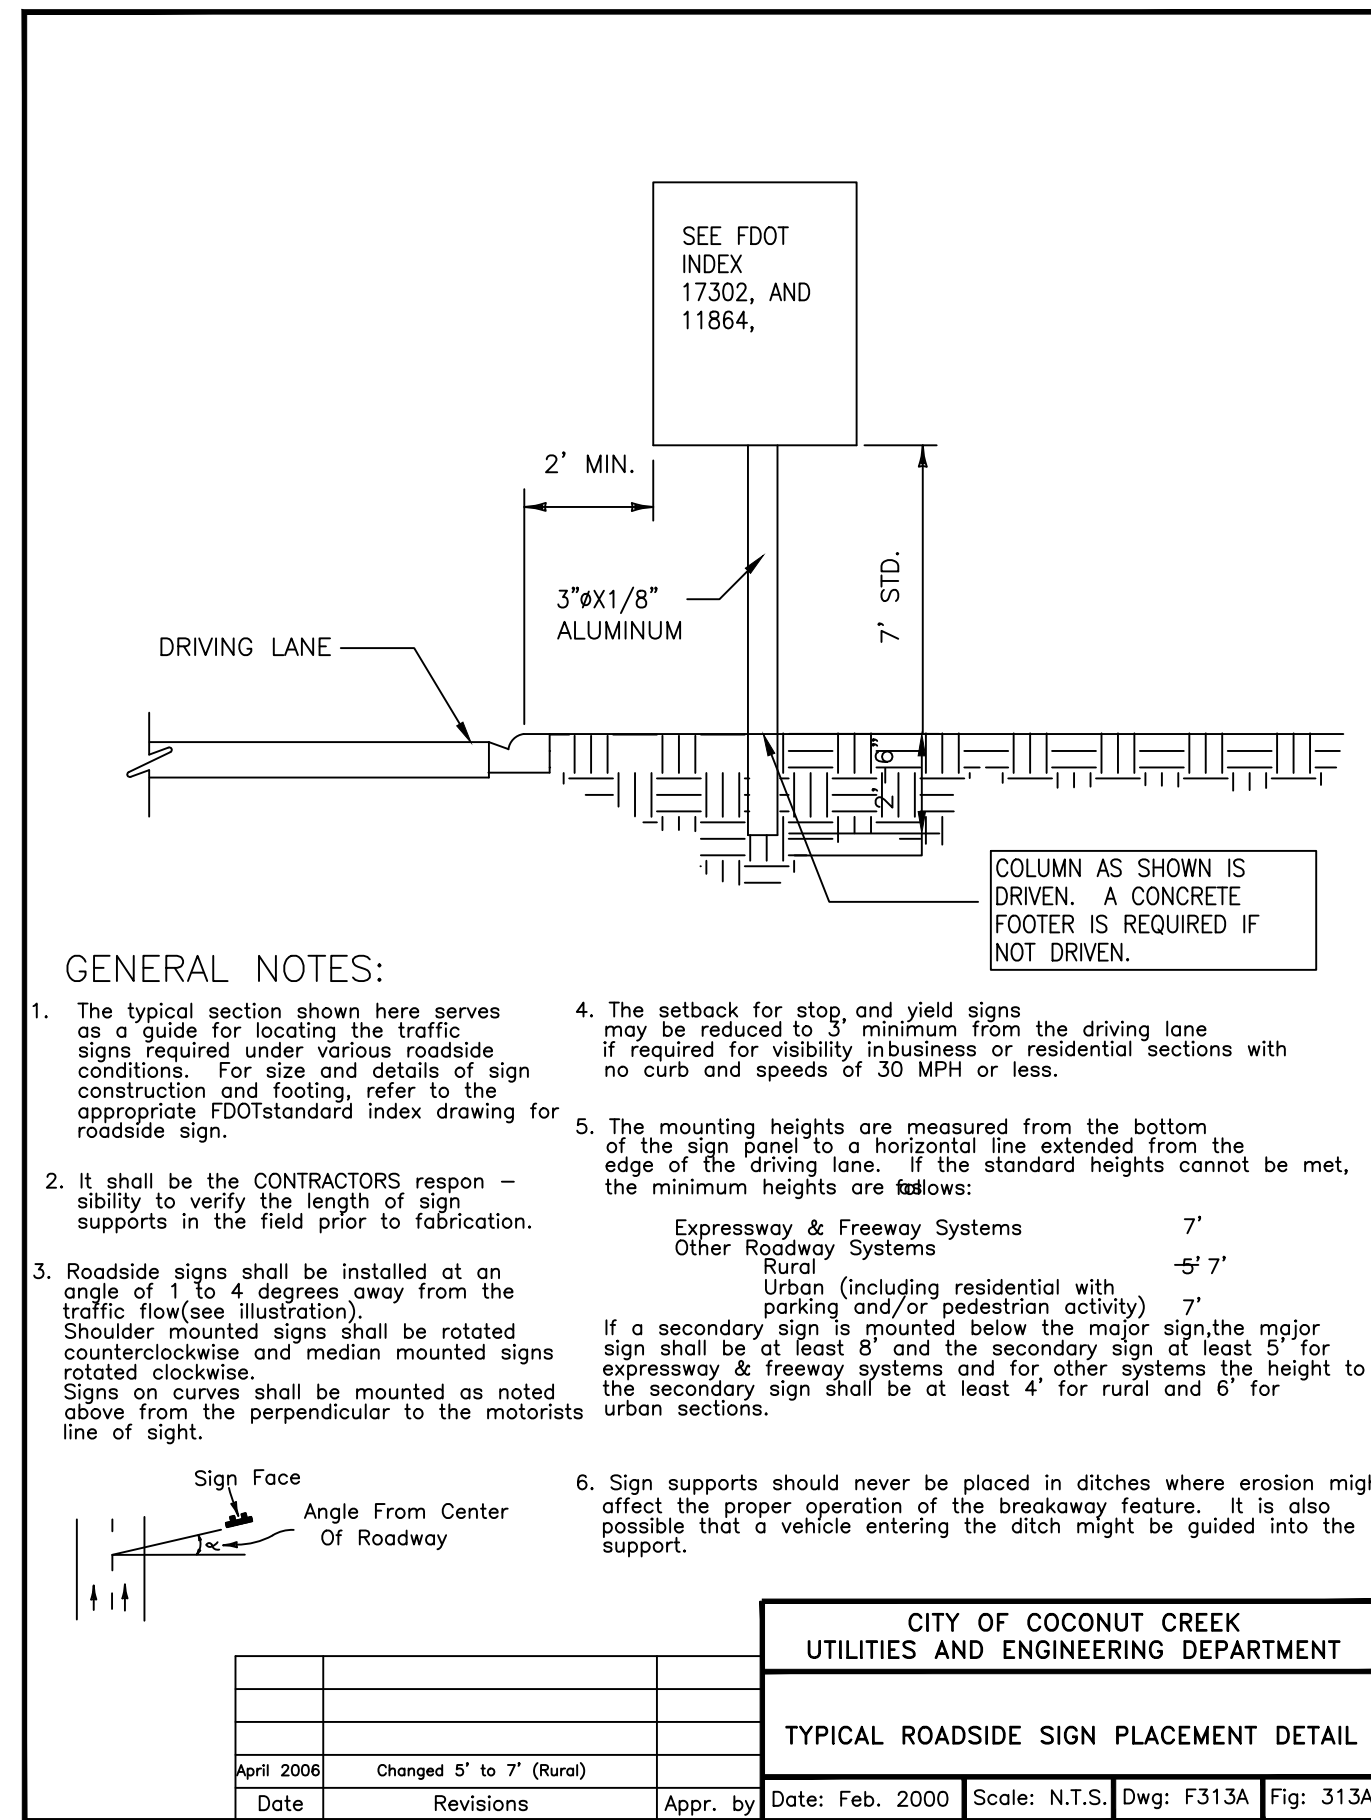 SEE FDOT
INDEX
17302, AND
11864,
2' MIN.
3"øX1/8"
ALUMINUM
7' STD.
DRIVING LANE
2'-6"
COLUMN AS SHOWN IS
DRIVEN. A CONCRETE
FOOTER IS REQUIRED IF
NOT DRIVEN.
GENERAL NOTES:
1. The typical section shown here serves
as a guide for locating the traffic
signs required under various roadside
conditions. For size and details of sign
construction and footing, refer to the
appropriate FDOTstandard index drawing for
roadside sign.
2. It shall be the CONTRACTORS respon –
sibility to verify the length of sign
supports in the field prior to fabrication.
3. Roadside signs shall be installed at an
angle of 1 to 4 degrees away from the
traffic flow(see illustration).
Shoulder mounted signs shall be rotated
counterclockwise and median mounted signs
rotated clockwise.
Signs on curves shall be mounted as noted
above from the perpendicular to the motorists
line of sight.
Sign Face
Angle From Center
Of Roadway
α
4. The setback for stop and yield signs
may be reduced to 3' minimum from the driving lane
if required for visibility in business or residential sections with
no curb and speeds of 30 MPH or less.
5. The mounting heights are measured from the bottom
of the sign panel to a horizontal line extended from the
edge of the driving lane. If the standard heights cannot be met,
the minimum heights are as follows:
Expressway & Freeway Systems 7'
Other Roadway Systems
Rural 5' 7'
Urban (including residential with
parking and/or pedestrian activity) 7'
If a secondary sign is mounted below the major sign,the major
sign shall be at least 8' and the secondary sign at least 5' for
expressway & freeway systems and for other systems the height to
the secondary sign shall be at least 4' for rural and 6' for
urban sections.
6. Sign supports should never be placed in ditches where erosion migh
affect the proper operation of the breakaway feature. It is also
possible that a vehicle entering the ditch might be guided into the
support.
CITY OF COCONUT CREEK
UTILITIES AND ENGINEERING DEPARTMENT
TYPICAL ROADSIDE SIGN PLACEMENT DETAIL
April 2006 Changed 5' to 7' (Rural)
Date Revisions Appr. by
Date: Feb. 2000 Scale: N.T.S. Dwg: F313A Fig: 313A